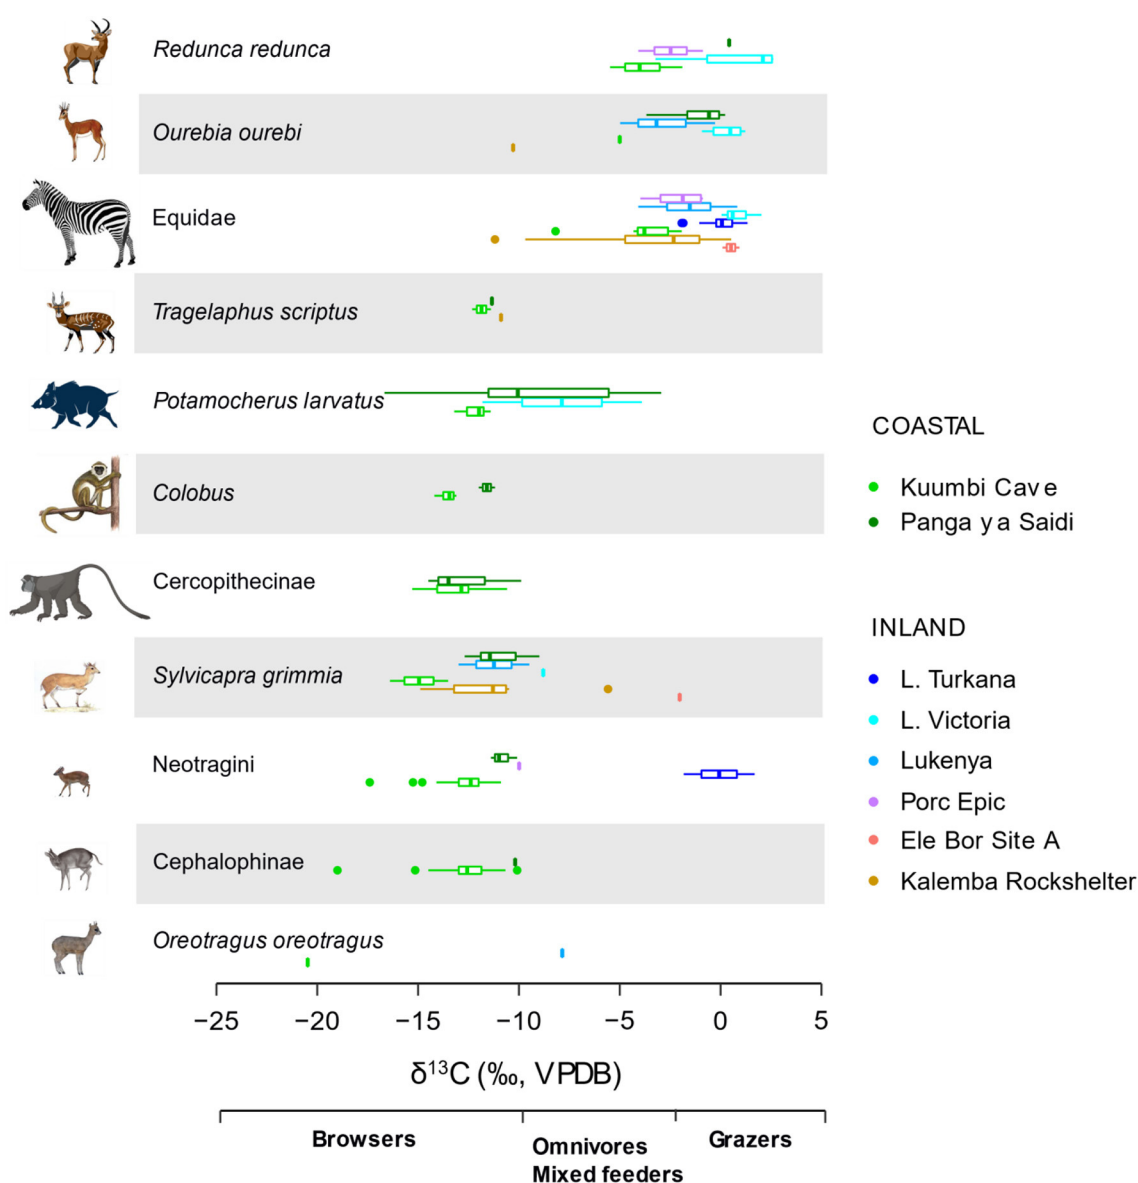 Redunca redunca
Ourebia ourebi
Equidae
Tragelaphus scriptus
Potamocherus larvatus
Colobus
Cercopithecinae
Sylvicapra grimmia
Neotragini
Cephalophinae
Oreotragus oreotragus
−25 −20 −15 −10 −5 0 5
δ¹³C (‰, VPDB)
Browsers
Omnivores
Mixed feeders
Grazers
COASTAL
Kuumbi Cave
Panga ya Saidi
INLAND
L. Turkana
L. Victoria
Lukenya
Porc Epic
Ele Bor Site A
Kalemba Rockshelter